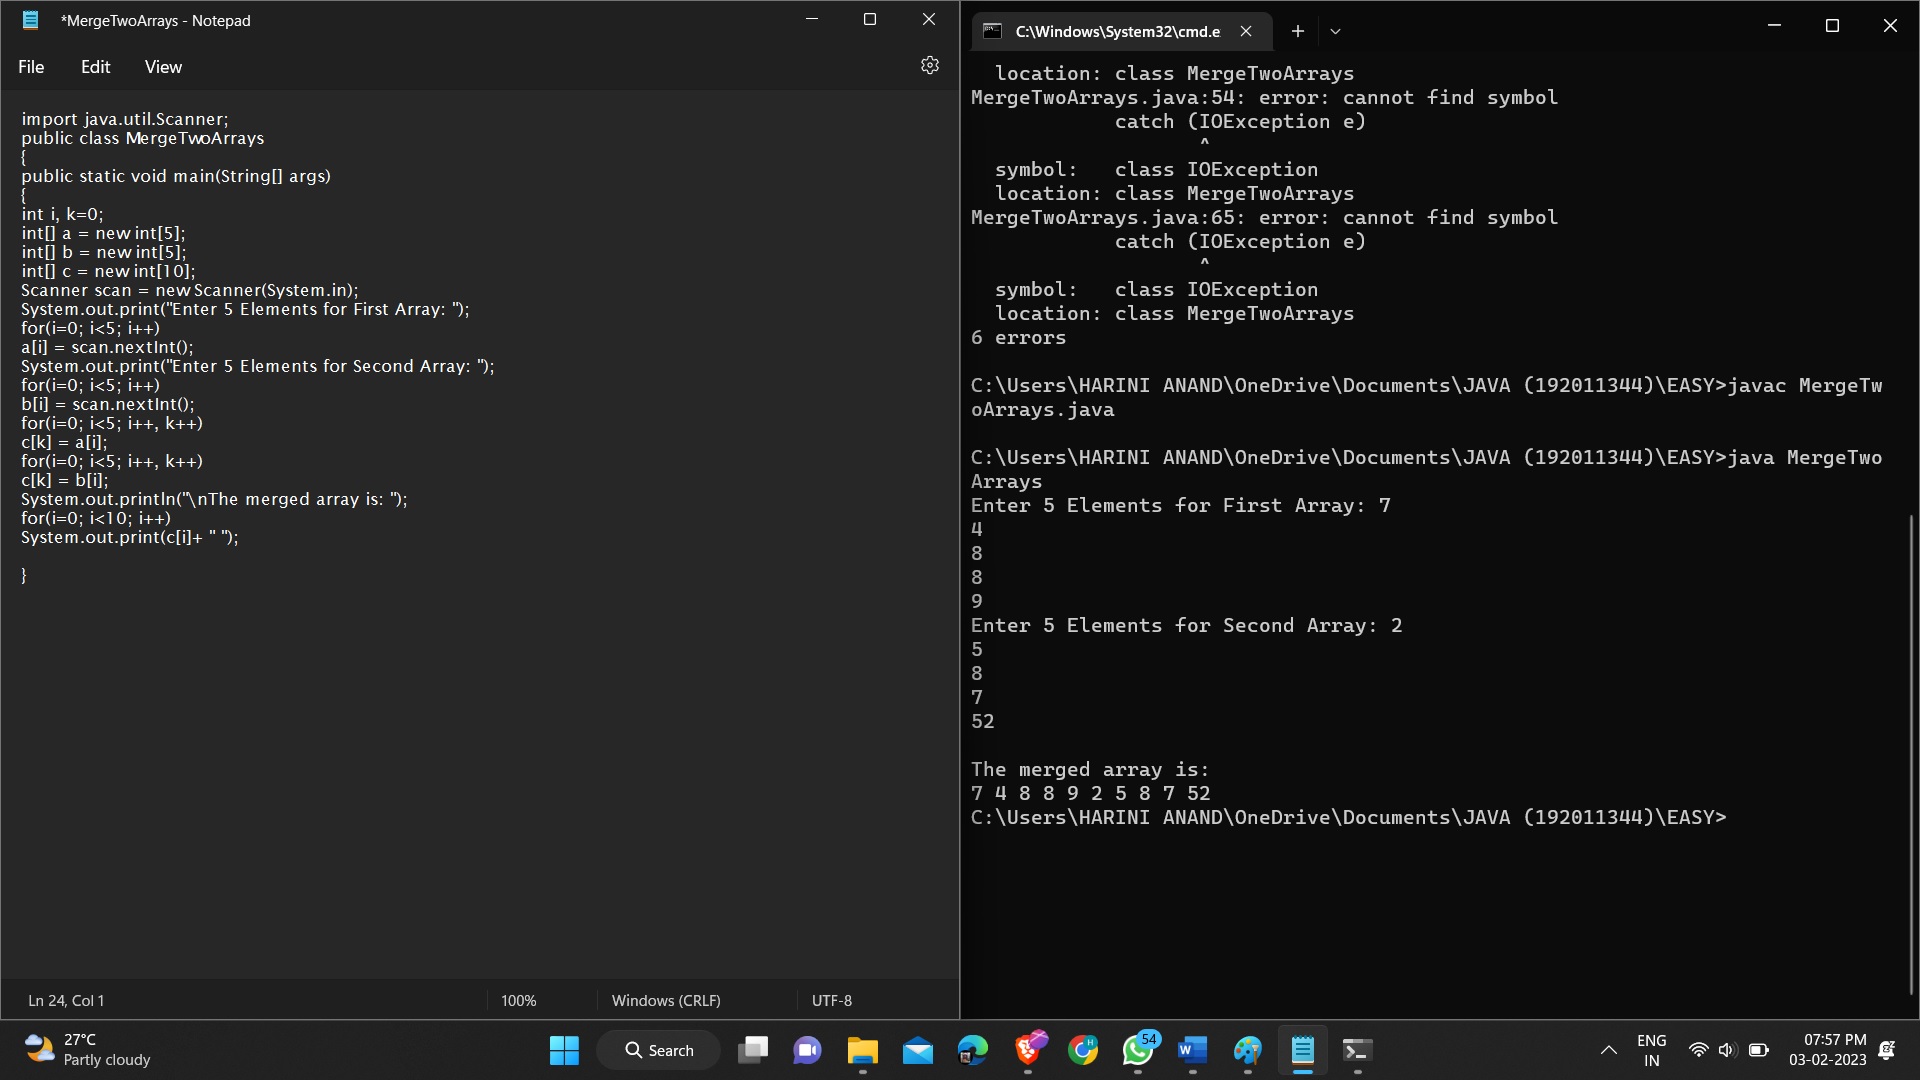 *MergeTwoArrays - Notepad
File Edit View
import java.util.Scanner;
public class MergeTwoArrays
{
public static void main(String[] args)
{
int i, k=0;
int[] a = new int[5];
int[] b = new int[5];
int[] c = new int[10];
Scanner scan = new Scanner(System.in);
System.out.print("Enter 5 Elements for First Array: ");
for(i=0; i<5; i++)
a[i] = scan.nextInt();
System.out.print("Enter 5 Elements for Second Array: ");
for(i=0; i<5; i++)
b[i] = scan.nextInt();
for(i=0; i<5; i++, k++)
c[k] = a[i];
for(i=0; i<5; i++, k++)
c[k] = b[i];
System.out.println("\nThe merged array is: ");
for(i=0; i<10; i++)
System.out.print(c[i]+ " ");
}
Ln 24, Col 1 100% Windows (CRLF) UTF-8
C:\Windows\System32\cmd.e
location: class MergeTwoArrays
MergeTwoArrays.java:54: error: cannot find symbol
catch (IOException e)
^
symbol: class IOException
location: class MergeTwoArrays
MergeTwoArrays.java:65: error: cannot find symbol
catch (IOException e)
^
symbol: class IOException
location: class MergeTwoArrays
6 errors
C:\Users\HARINI ANAND\OneDrive\Documents\JAVA (192011344)\EASY>javac MergeTw
oArrays.java
C:\Users\HARINI ANAND\OneDrive\Documents\JAVA (192011344)\EASY>java MergeTwo
Arrays
Enter 5 Elements for First Array: 7
4
8
8
9
Enter 5 Elements for Second Array: 2
5
8
7
52
The merged array is:
7 4 8 8 9 2 5 8 7 52
C:\Users\HARINI ANAND\OneDrive\Documents\JAVA (192011344)\EASY>
27°C
Partly cloudy
Search
H
54
W
ENG
IN
07:57 PM
03-02-2023